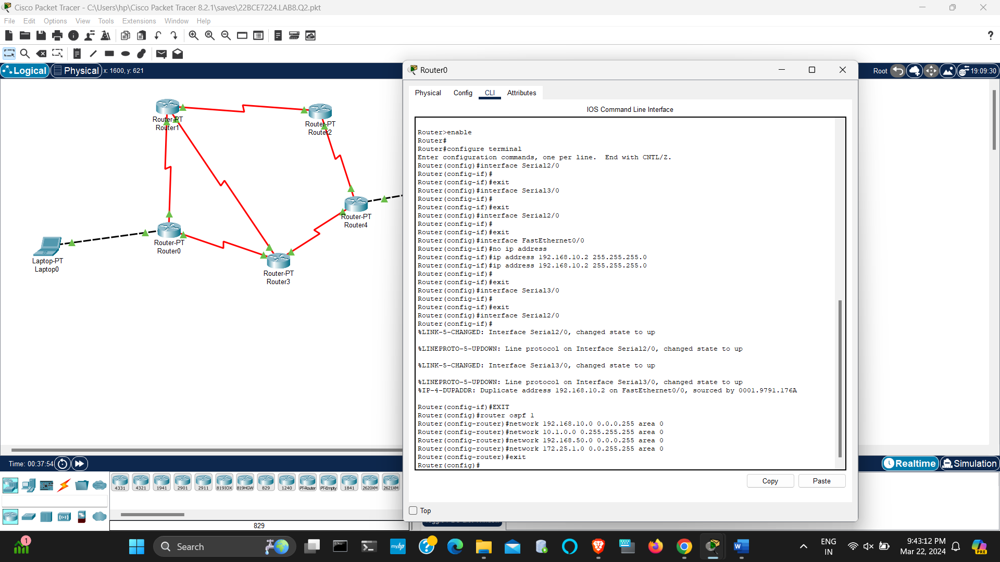 Cisco Packet Tracer - C:\Users\hp\Cisco Packet Tracer 8.2.1\saves\22BCE7224.LAB8.Q2.pkt
File Edit Options View Tools Extensions Window Help
?
Logical Physical x: 1600, y: 621
Root 19:09:30
Router-PT
Router1
Router-PT
Router2
Router-PT
Router4
Router-PT
Router0
Laptop-PT
Laptop0
Router-PT
Router3
Router0
Physical Config CLI Attributes
IOS Command Line Interface
Router>enable
Router#
Router#configure terminal
Enter configuration commands, one per line. End with CNTL/Z.
Router(config)#interface Serial2/0
Router(config-if)#
Router(config-if)#exit
Router(config)#interface Serial3/0
Router(config-if)#
Router(config-if)#exit
Router(config)#interface Serial2/0
Router(config-if)#
Router(config-if)#exit
Router(config)#interface FastEthernet0/0
Router(config-if)#no ip address
Router(config-if)#ip address 192.168.10.2 255.255.255.0
Router(config-if)#ip address 192.168.10.2 255.255.255.0
Router(config-if)#
Router(config-if)#exit
Router(config)#interface Serial3/0
Router(config-if)#
Router(config-if)#exit
Router(config)#interface Serial2/0
Router(config-if)#
%LINK-5-CHANGED: Interface Serial2/0, changed state to up
%LINEPROTO-5-UPDOWN: Line protocol on Interface Serial2/0, changed state to up
%LINK-5-CHANGED: Interface Serial3/0, changed state to up
%LINEPROTO-5-UPDOWN: Line protocol on Interface Serial3/0, changed state to up
%IP-4-DUPADDR: Duplicate address 192.168.10.2 on FastEthernet0/0, sourced by 0001.9791.176A
Router(config-if)#EXIT
Router(config)#router ospf 1
Router(config-router)#network 192.168.10.0 0.0.0.255 area 0
Router(config-router)#network 10.1.0.0 0.255.255.255 area 0
Router(config-router)#network 192.168.50.0 0.0.0.255 area 0
Router(config-router)#network 172.25.1.0 0.0.255.255 area 0
Router(config-router)#exit
Router(config)#
Copy Paste
Top
Time: 00:37:54
Realtime Simulation
4331 4321 1941 2901 2911 819IOX 819HGW 829 1240 PT-Router PT-Empty 1841 2620XM 2621XM
829
1
Search
myhp
ENG
IN
9:43:12 PM
Mar 22, 2024
PRE